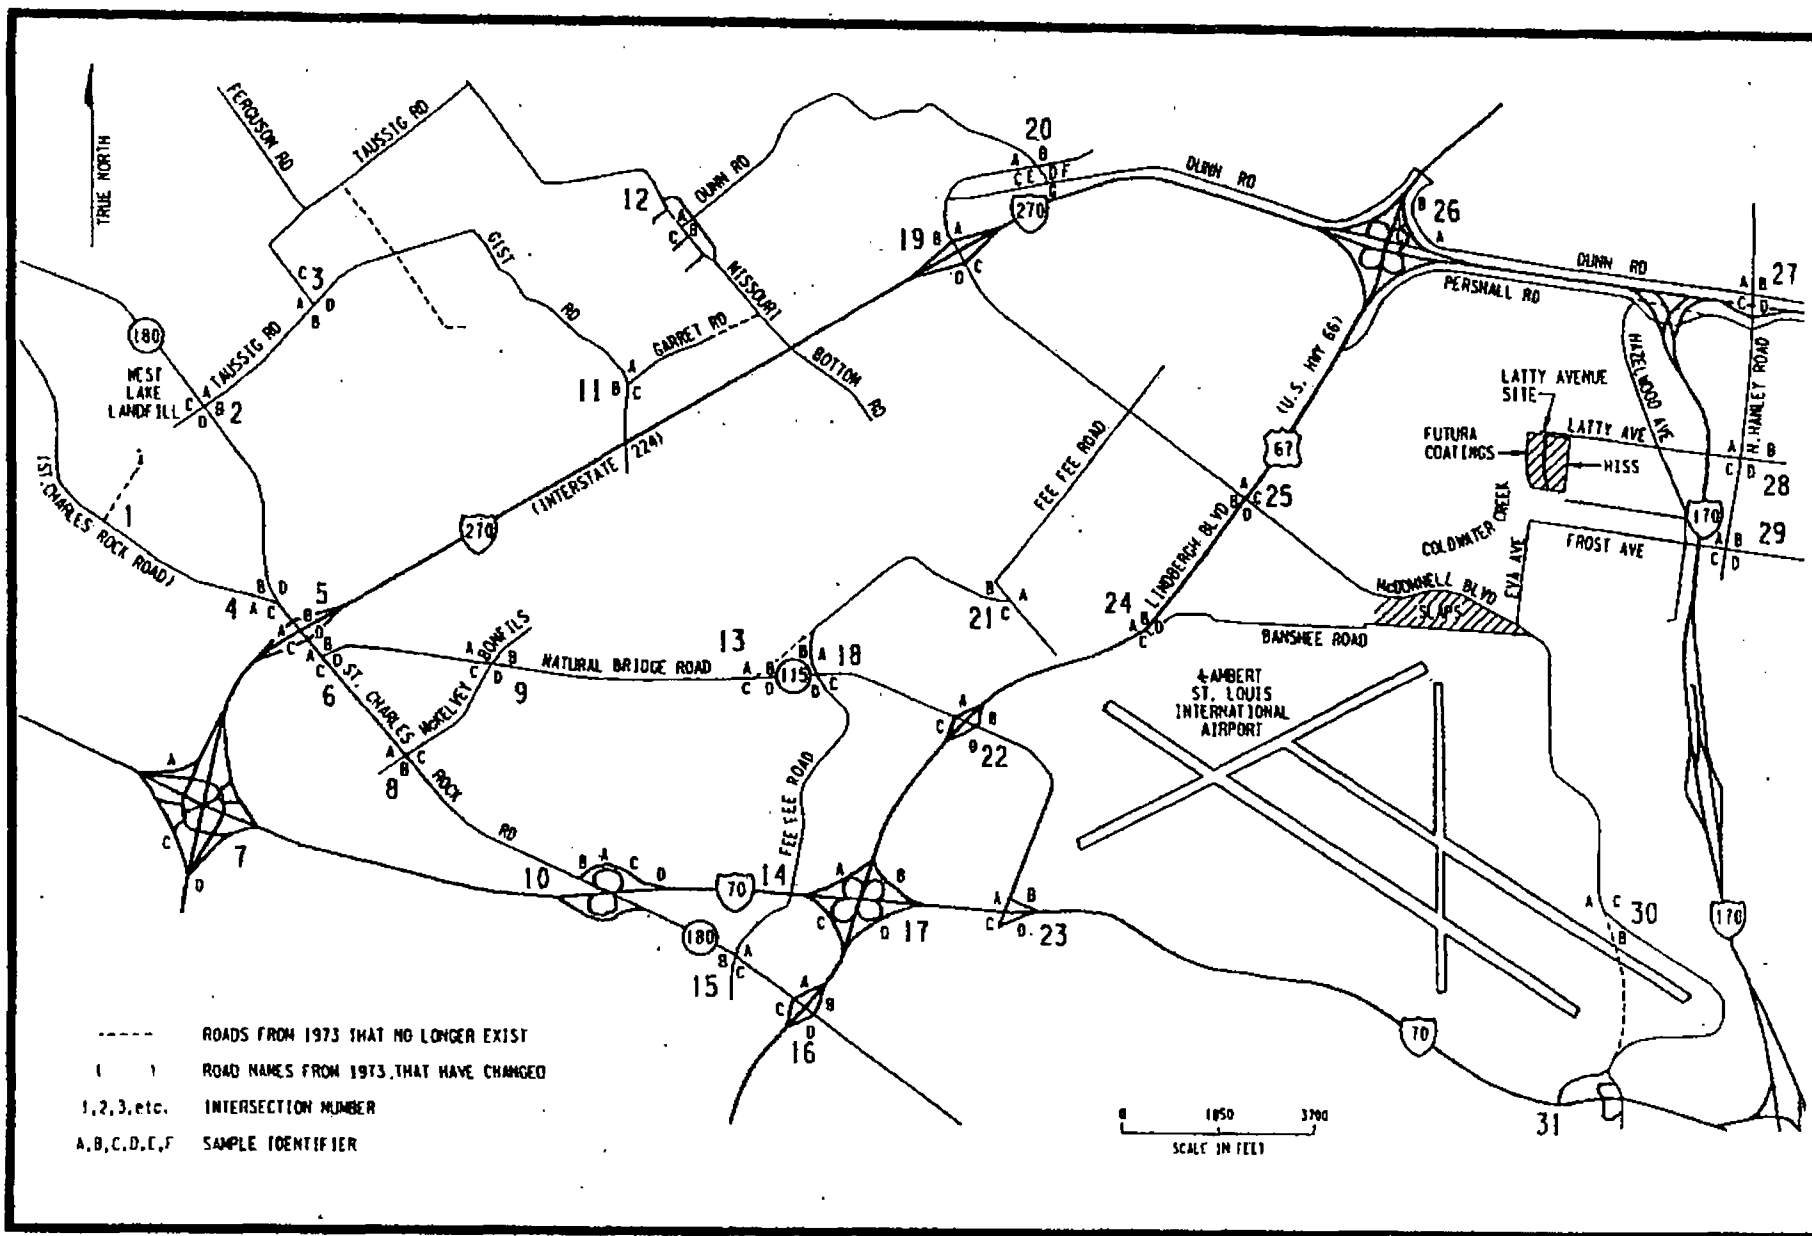 TRUE NORTH
FERGUSON RD
TAUSSIG RD
12
DUNN RD
A
B
C
20
A
B
C
E
D
F
G
270
DUNN RD
B
26
A
C
19
B
A
D
C
MISSOURI
BOTTOM
RD
GIST
RD
GARRET RD
C
3
A
D
B
180
WEST
LAKE
LANDFILL
TAUSSIG RD
A
C
B
D
2
11
A
B
C
DUNN RD
PERSHALL RD
27
A
B
C
D
HAZELWOOD AVE
N. HANLEY ROAD
(U.S. HWY 66)
67
LATTY AVENUE
SITE
FUTURA
COATINGS
LATTY AVE
HISS
A
B
C
D
28
(ST. CHARLES ROCK ROAD)
1
270
(INTERSTATE 224)
FEE FEE ROAD
A
B
C
D
25
COLDWATER CREEK
EVA AVE
FROST AVE
170
A
B
C
D
29
LINDBERGH BLVD
McDONNELL BLVD
SLAPS
BANSHEE ROAD
B
D
4
A
C
5
A
B
C
D
B
A
D
C
6
ST. CHARLES
ROCK
RD
McKELVEY
BONFILS
A
B
C
D
9
NATURAL BRIDGE ROAD
13
A
B
C
D
115
B
A
18
D
C
B
A
21
C
24
A
B
C
D
LAMBERT
ST. LOUIS
INTERNATIONAL
AIRPORT
A
B
C
22
A
C
B
8
A
C
D
7
FEE FEE ROAD
10
B
A
C
D
70
14
A
B
C
D
17
A
B
C
D
23
A
C
30
B
170
180
A
B
C
15
A
C
B
D
16
70
31
----- ROADS FROM 1973 THAT NO LONGER EXIST
( ) ROAD NAMES FROM 1973, THAT HAVE CHANGED
1,2,3,etc. INTERSECTION NUMBER
A,B,C,D,E,F SAMPLE IDENTIFIER
0 1850 3700
SCALE IN FEET